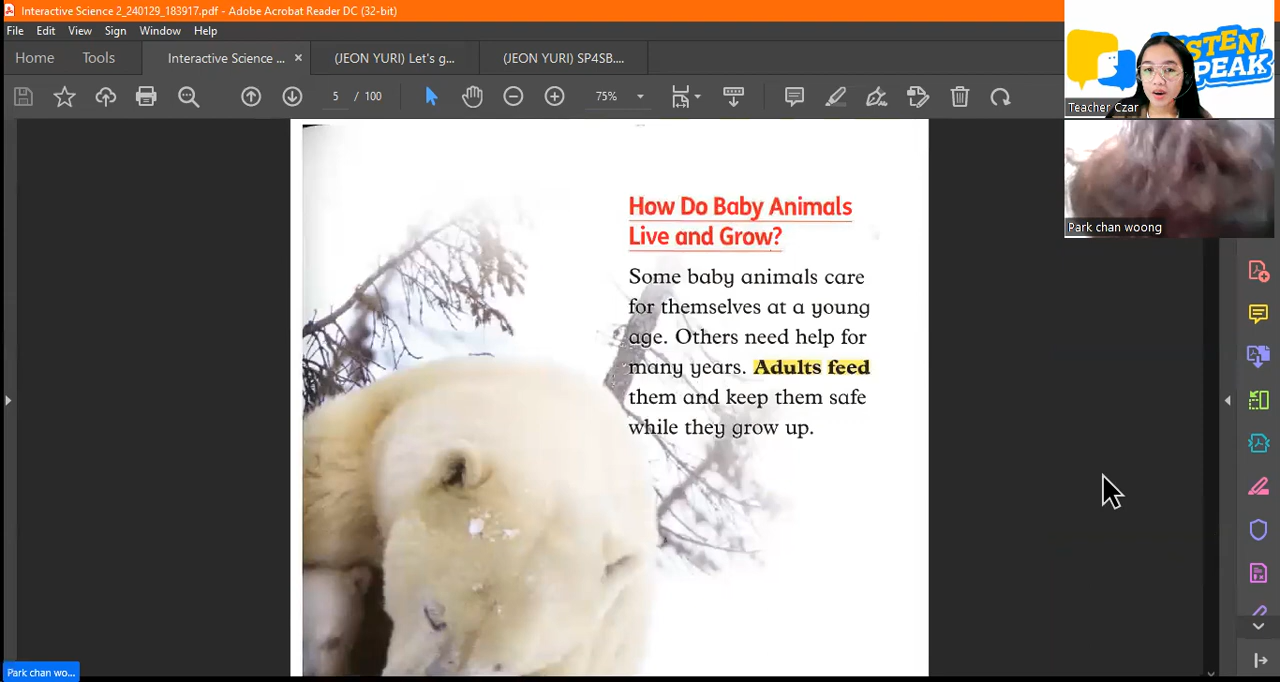 Interactive Science 2_240129_183917.pdf - Adobe Acrobat Reader DC (32-bit)
File Edit View Sign Window Help
Home Tools Interactive Science ... × (JEON YURI) Let's g... (JEON YURI) SP4SB....
5 / 100 75%
How Do Baby Animals
Live and Grow?
Some baby animals care
for themselves at a young
age. Others need help for
many years. Adults feed
them and keep them safe
while they grow up.
Teacher Czar
PEAK
Park chan woong
Park chan wo...